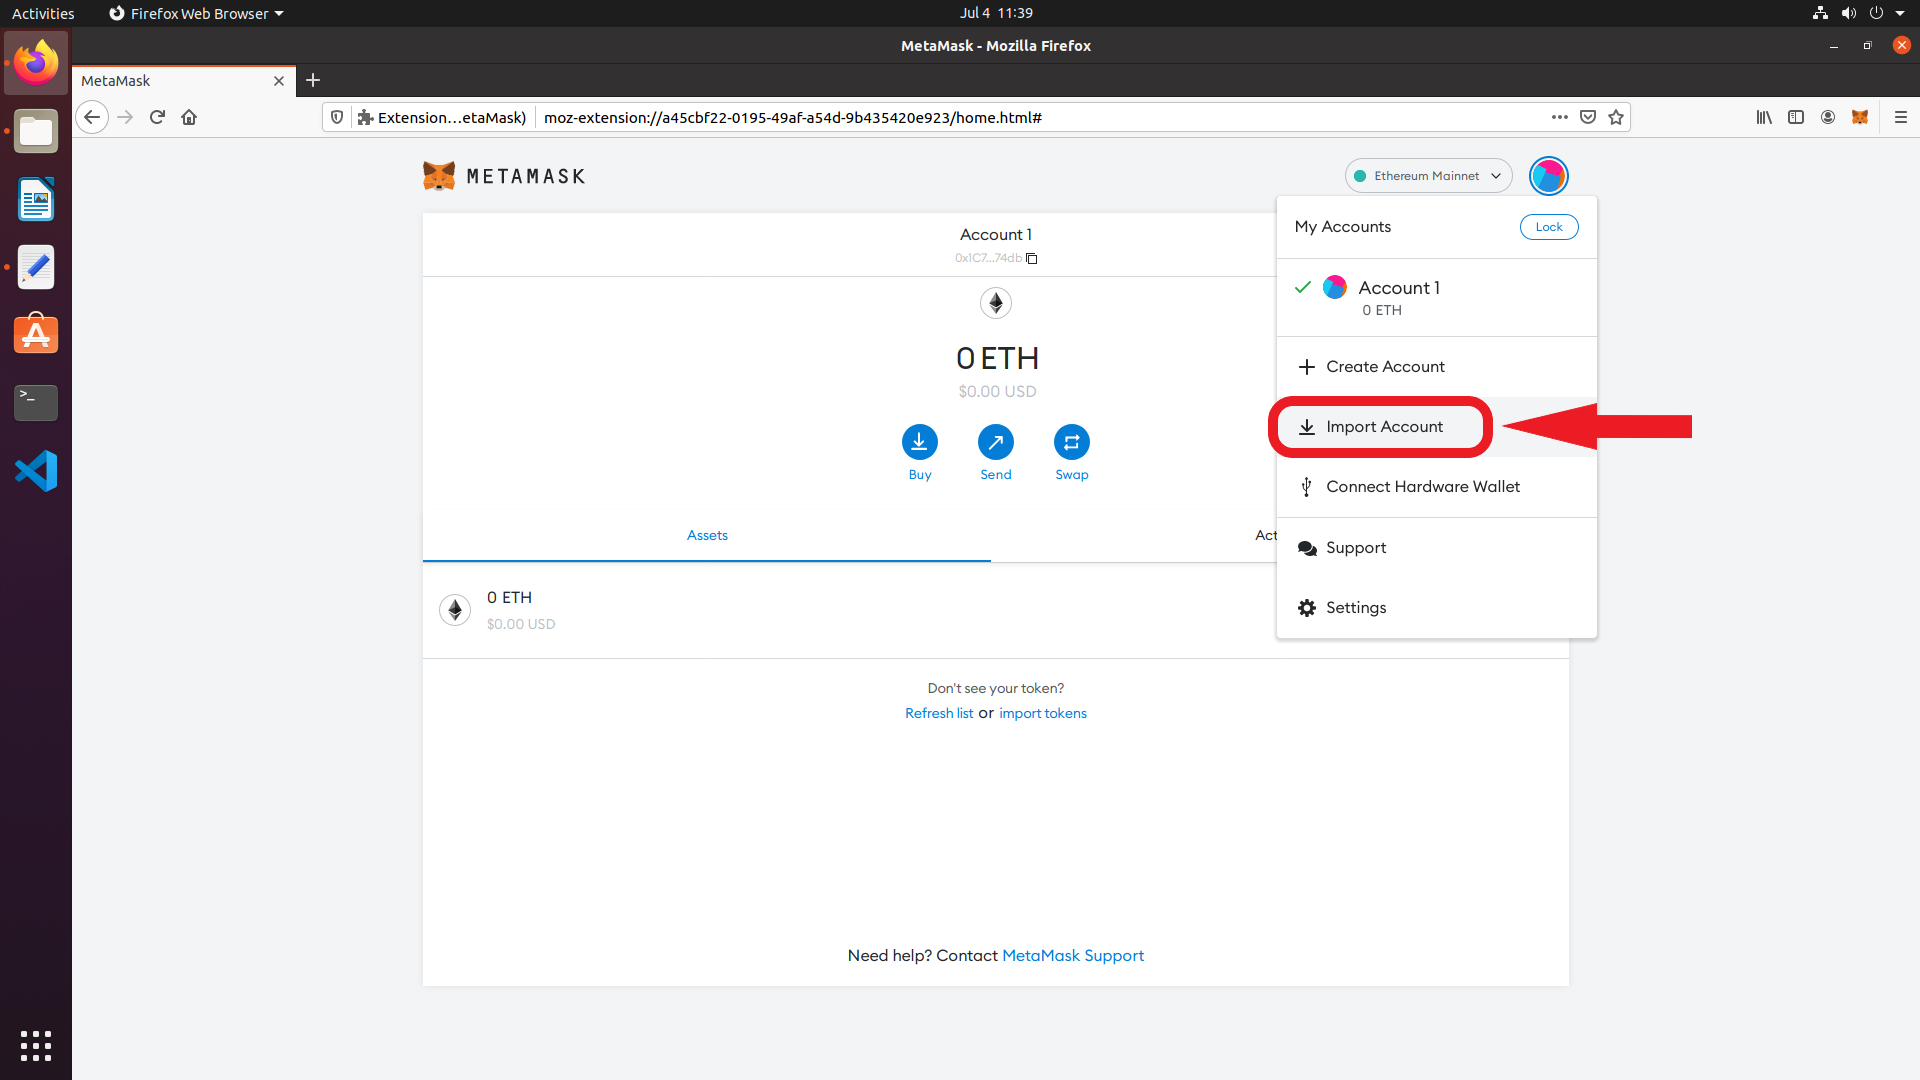 Activities
Firefox Web Browser
Jul 4 11:39
MetaMask - Mozilla Firefox
MetaMask
Extension…etaMask)
moz-extension://a45cbf22-0195-49af-a54d-9b435420e923/home.html#
METAMASK
Ethereum Mainnet
Account 1
0x1C7...74db
0 ETH
$0.00 USD
Buy
Send
Swap
Assets
Act
0 ETH
$0.00 USD
Don't see your token?
Refresh list or import tokens
Need help? Contact MetaMask Support
My Accounts
Lock
Account 1
0 ETH
Create Account
Import Account
Connect Hardware Wallet
Support
Settings